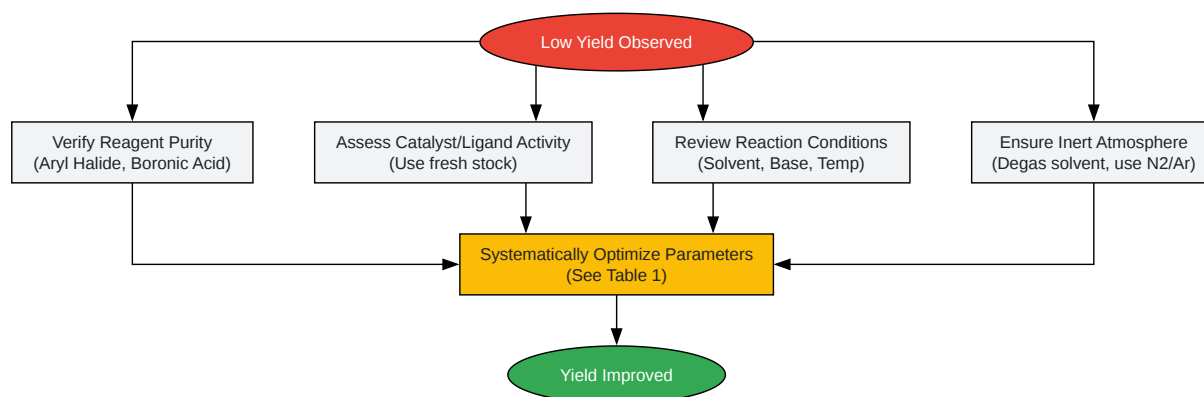 Low Yield Observed
Verify Reagent Purity
(Aryl Halide, Boronic Acid)
Assess Catalyst/Ligand Activity
(Use fresh stock)
Review Reaction Conditions
(Solvent, Base, Temp)
Ensure Inert Atmosphere
(Degas solvent, use N2/Ar)
Systematically Optimize Parameters
(See Table 1)
Yield Improved